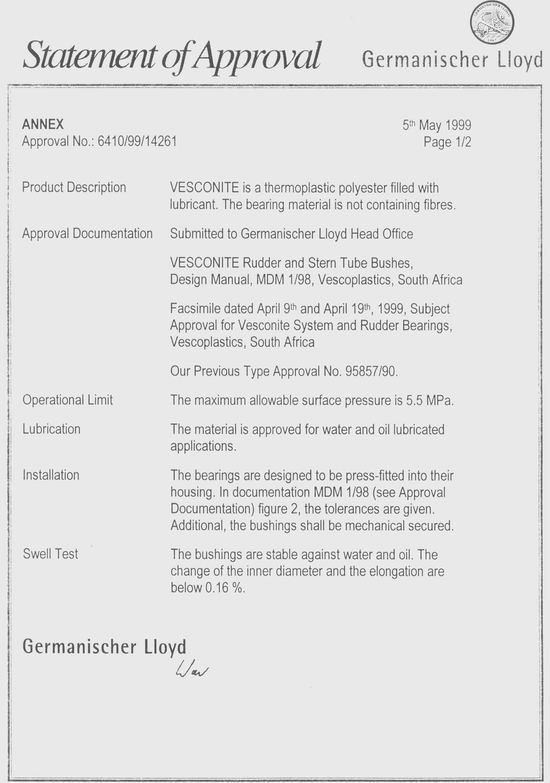 Statement of Approval
Germanischer Lloyd
ANNEX
5th May 1999
Approval No.: 6410/99/14261
Page 1/2
Product Description
VESCONITE is a thermoplastic polyester filled with
lubricant. The bearing material is not containing fibres.
Approval Documentation
Submitted to Germanischer Lloyd Head Office
VESCONITE Rudder and Stern Tube Bushes,
Design Manual, MDM 1/98, Vescoplastics, South Africa
Facsimile dated April 9th and April 19th, 1999, Subject
Approval for Vesconite System and Rudder Bearings,
Vescoplastics, South Africa
Our Previous Type Approval No. 95857/90.
Operational Limit
The maximum allowable surface pressure is 5.5 MPa.
Lubrication
The material is approved for water and oil lubricated
applications.
Installation
The bearings are designed to be press-fitted into their
housing. In documentation MDM 1/98 (see Approval
Documentation) figure 2, the tolerances are given.
Additional, the bushings shall be mechanical secured.
Swell Test
The bushings are stable against water and oil. The
change of the inner diameter and the elongation are
below 0.16 %.
Germanischer Lloyd